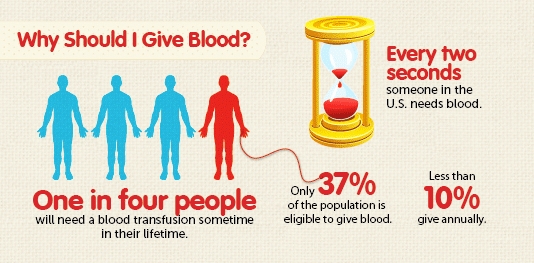 Why Should I Give Blood?
Every two
seconds
someone in the
U.S. needs blood.
One in four people
will need a blood transfusion sometime
in their lifetime.
Only 37%
of the population is
eligible to give blood.
Less than
10%
give annually.